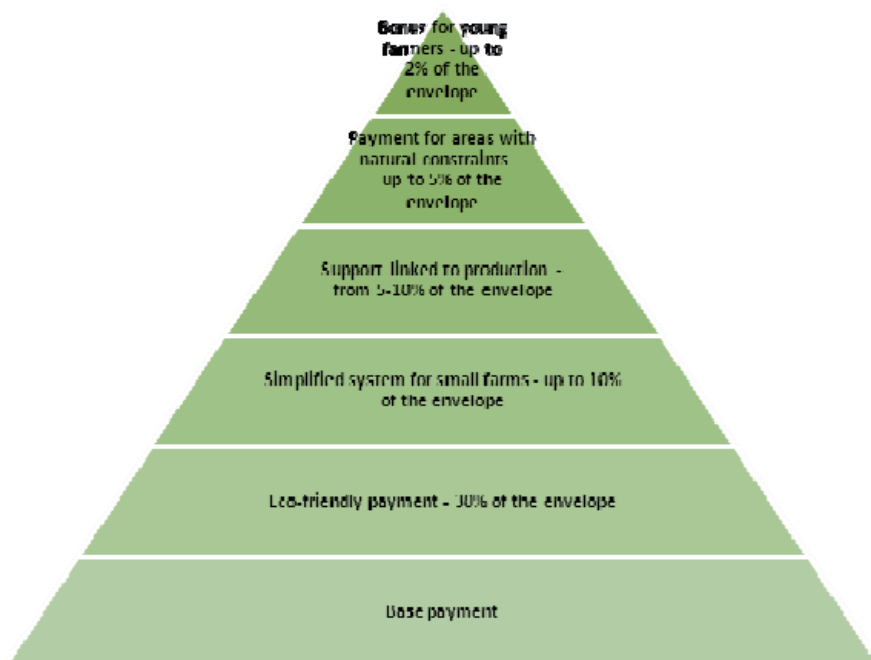 Bonus for young
farmers - up to
2% of the
envelope
Payment for areas with
natural constraints
up to 5% of the
envelope
Support linked to production -
from 5-10% of the envelope
Simplified system for small farms - up to 10%
of the envelope
Eco-friendly payment - 30% of the envelope
Base payment